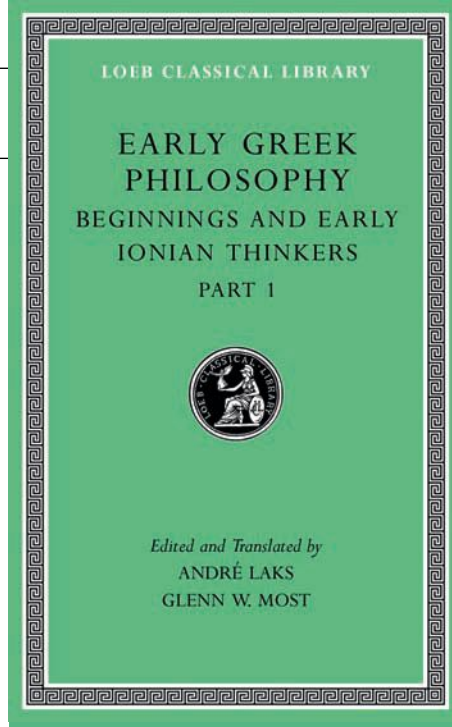 LOEB CLASSICAL LIBRARY
EARLY GREEK
PHILOSOPHY
BEGINNINGS AND EARLY
IONIAN THINKERS
PART 1
LOEB·CLASSICAL·LIBRARY
Edited and Translated by
ANDRÉ LAKS
GLENN W. MOST